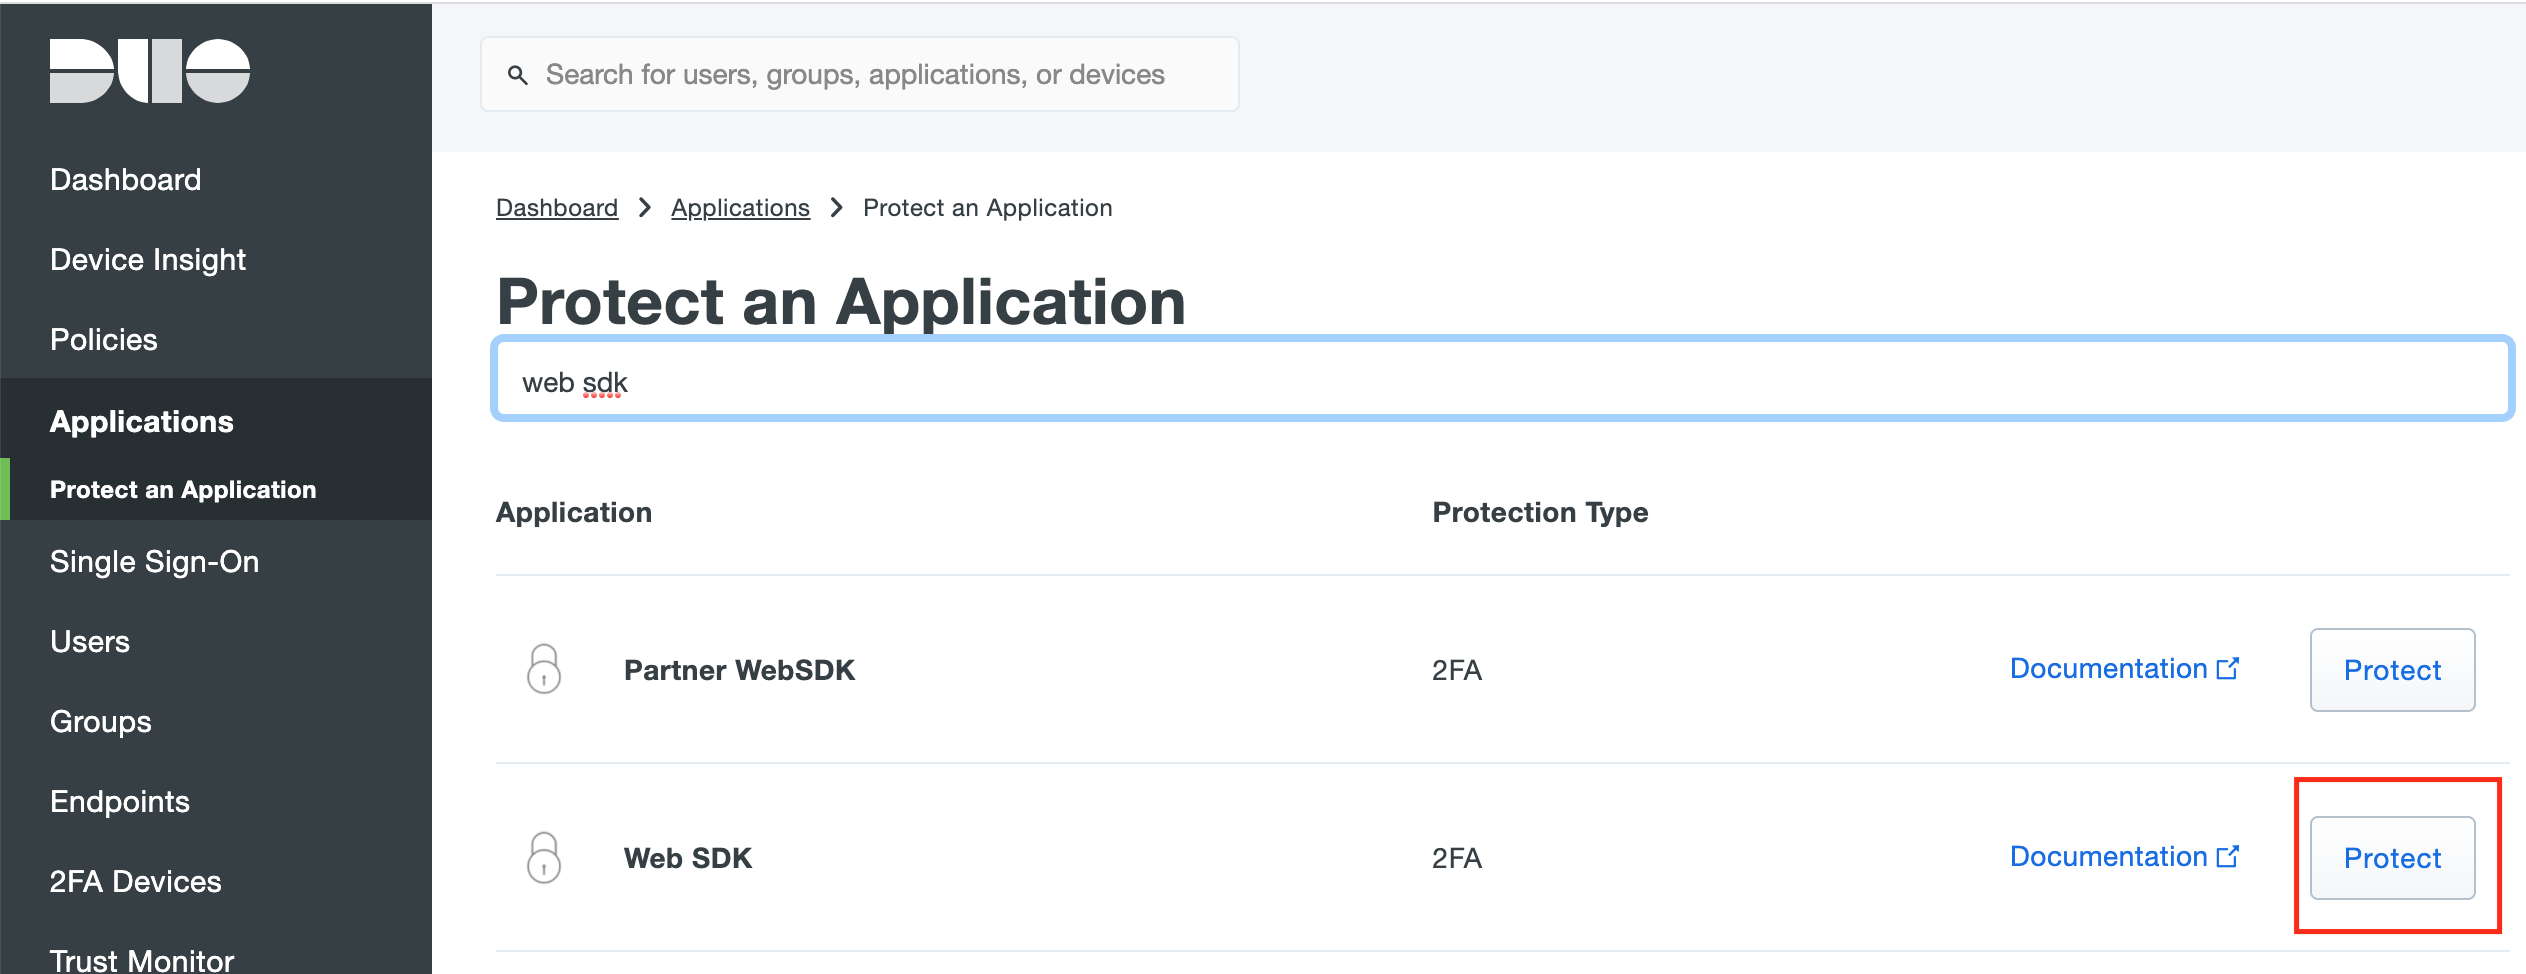 DUO
Dashboard
Device Insight
Policies
Applications
Protect an Application
Single Sign-On
Users
Groups
Endpoints
2FA Devices
Trust Monitor
Search for users, groups, applications, or devices
Dashboard > Applications > Protect an Application
Protect an Application
web sdk
Application Protection Type
Partner WebSDK 2FA Documentation Protect
Web SDK 2FA Documentation Protect